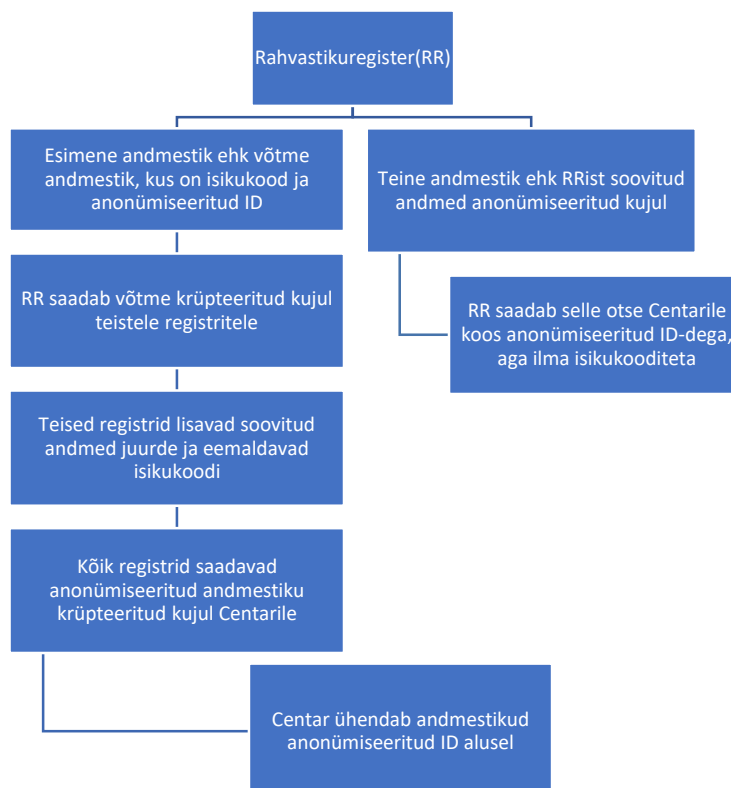 Rahvastikuregister(RR)
Esimene andmestik ehk võtme
andmestik, kus on isikukood ja
anonümiseeritud ID
Teine andmestik ehk RRist soovitud
andmed anonümiseeritud kujul
RR saadab võtme krüpteeritud kujul
teistele registritele
RR saadab selle otse Centarile
koos anonümiseeritud ID-dega,
aga ilma isikukooditeta
Teised registrid lisavad soovitud
andmed juurde ja eemaldavad
isikukoodi
Kõik registrid saadavad
anonümiseeritud andmestiku
krüpteeritud kujul Centarile
Centar ühendab andmestikud
anonümiseeritud ID alusel